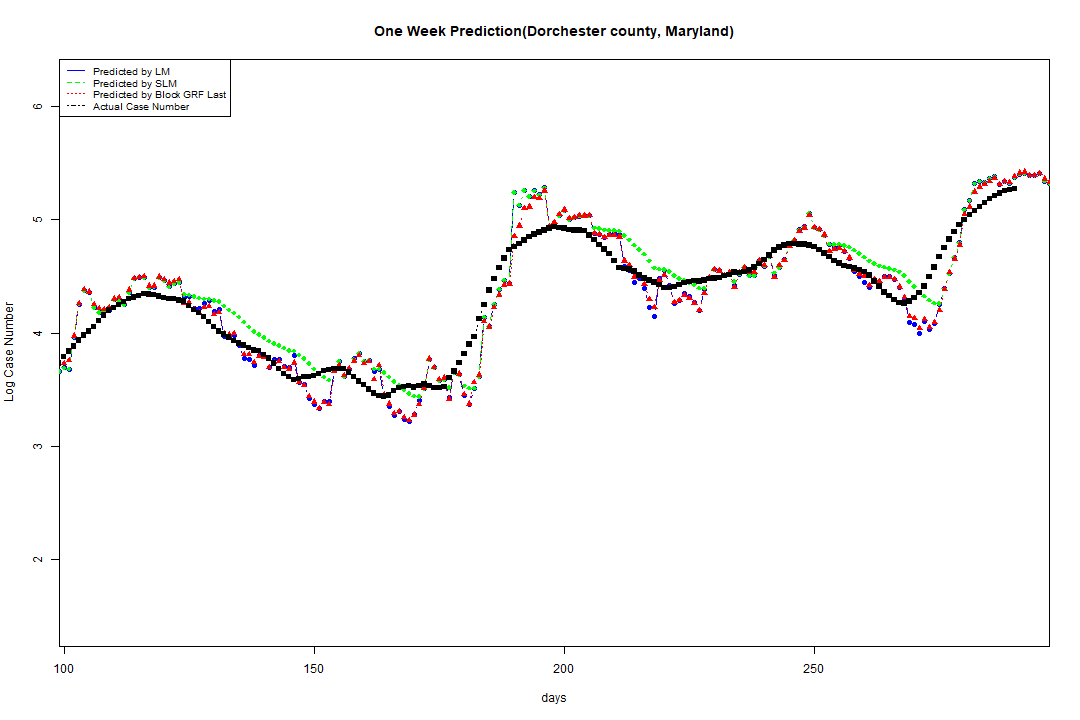 One Week Prediction(Dorchester county, Maryland)
Predicted by LM
Predicted by SLM
Predicted by Block GRF Last
Actual Case Number
Log Case Number
6
5
4
3
2
100 150 200 250
days